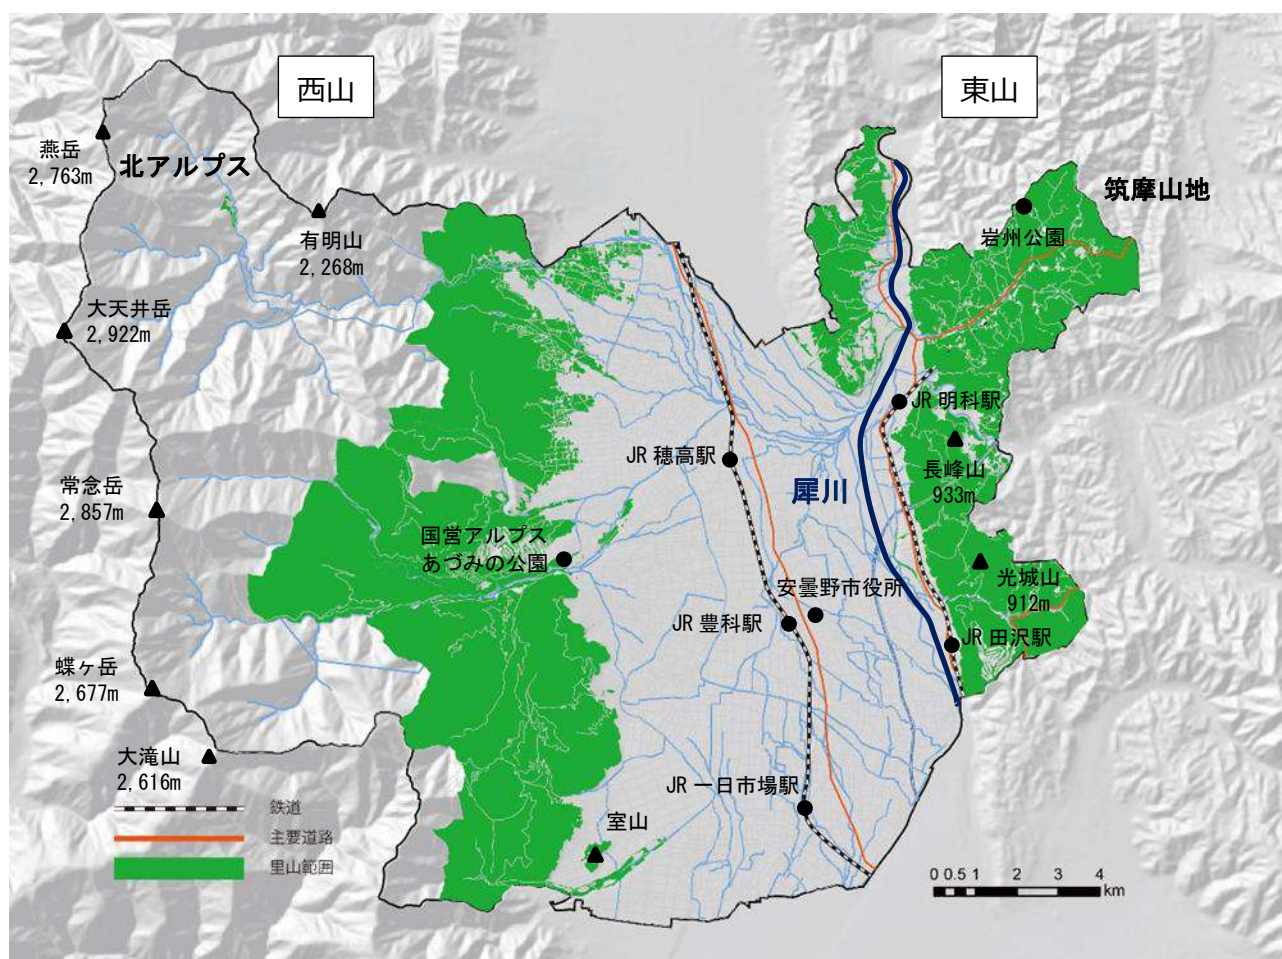 西山
東山
燕岳
2,763m
北アルプス
筑摩山地
有明山
2,268m
岩州公園
大天井岳
2,922m
JR 明科駅
JR 穂高駅
長峰山
933m
常念岳
2,857m
犀川
国営アルプス
あづみの公園
光城山
912m
安曇野市役所
JR 豊科駅
JR 田沢駅
蝶ヶ岳
2,677m
大滝山
2,616m
JR 一日市場駅
室山
鉄道
主要道路
里山範囲
0 0.5 1 2 3 4
km